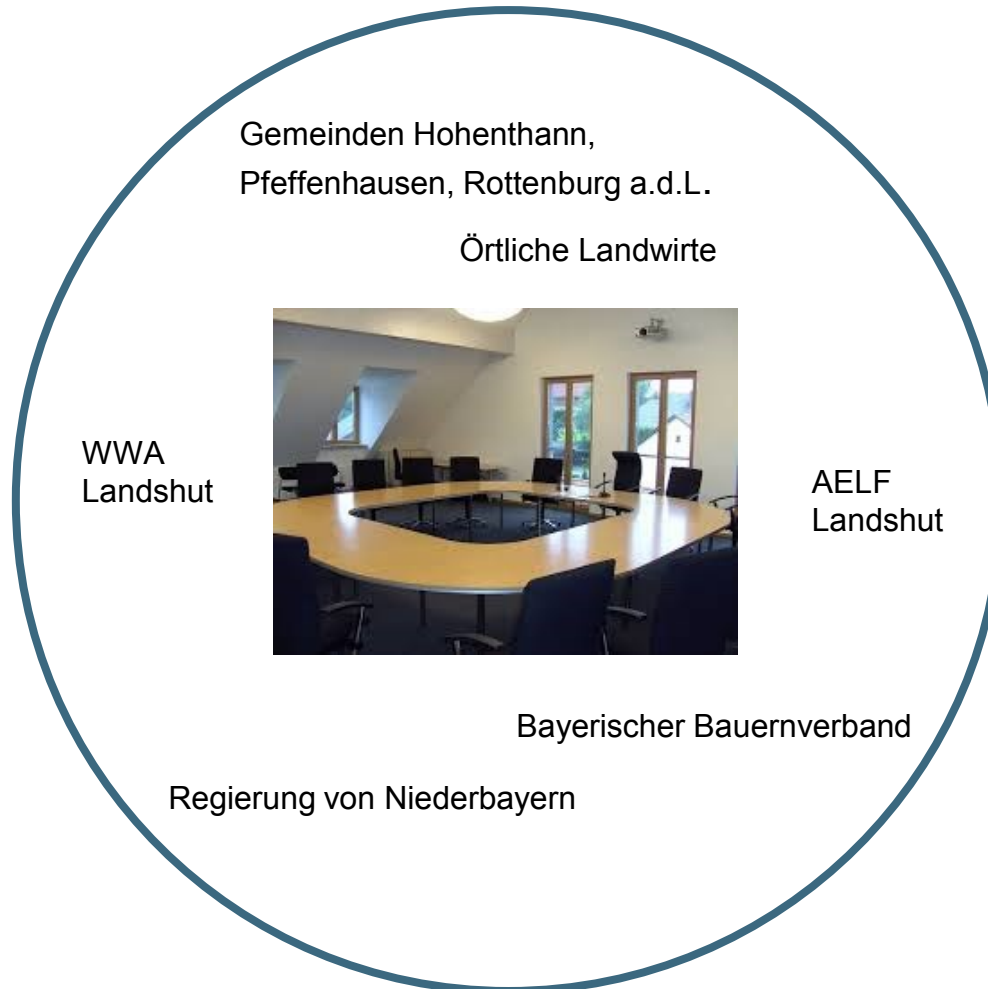 Gemeinden Hohenthann,
Pfeffenhausen, Rottenburg a.d.L.
Örtliche Landwirte
WWA
Landshut
AELF
Landshut
Bayerischer Bauernverband
Regierung von Niederbayern